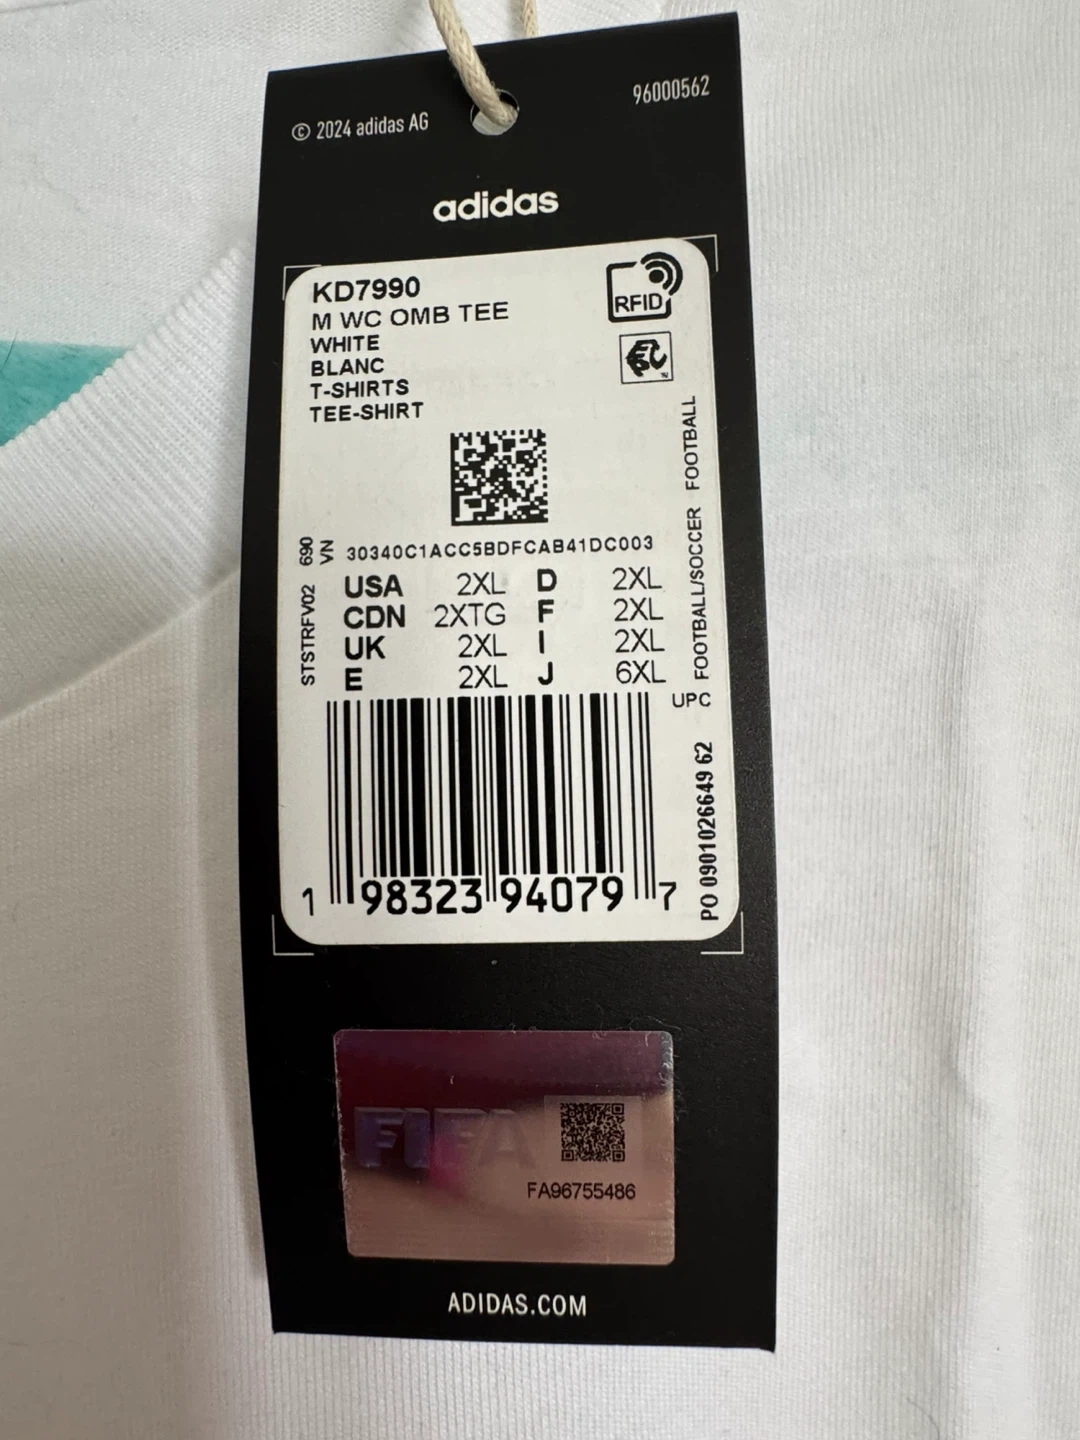 © 2024 adidas AG
96000562
adidas
KD7990
M WC OMB TEE
WHITE
BLANC
T-SHIRTS
TEE-SHIRT
RFID
FOOTBALL/SOCCER FOOTBALL
STSTRFV02 690
VN
30340C1ACC5BDFCAB41DC003
USA 2XL D 2XL
CDN 2XTG F 2XL
UK 2XL I 2XL
E 2XL J 6XL
UPC
PO 0901026649 62
1 98323 94079 7
FIFA
FA96755486
ADIDAS.COM